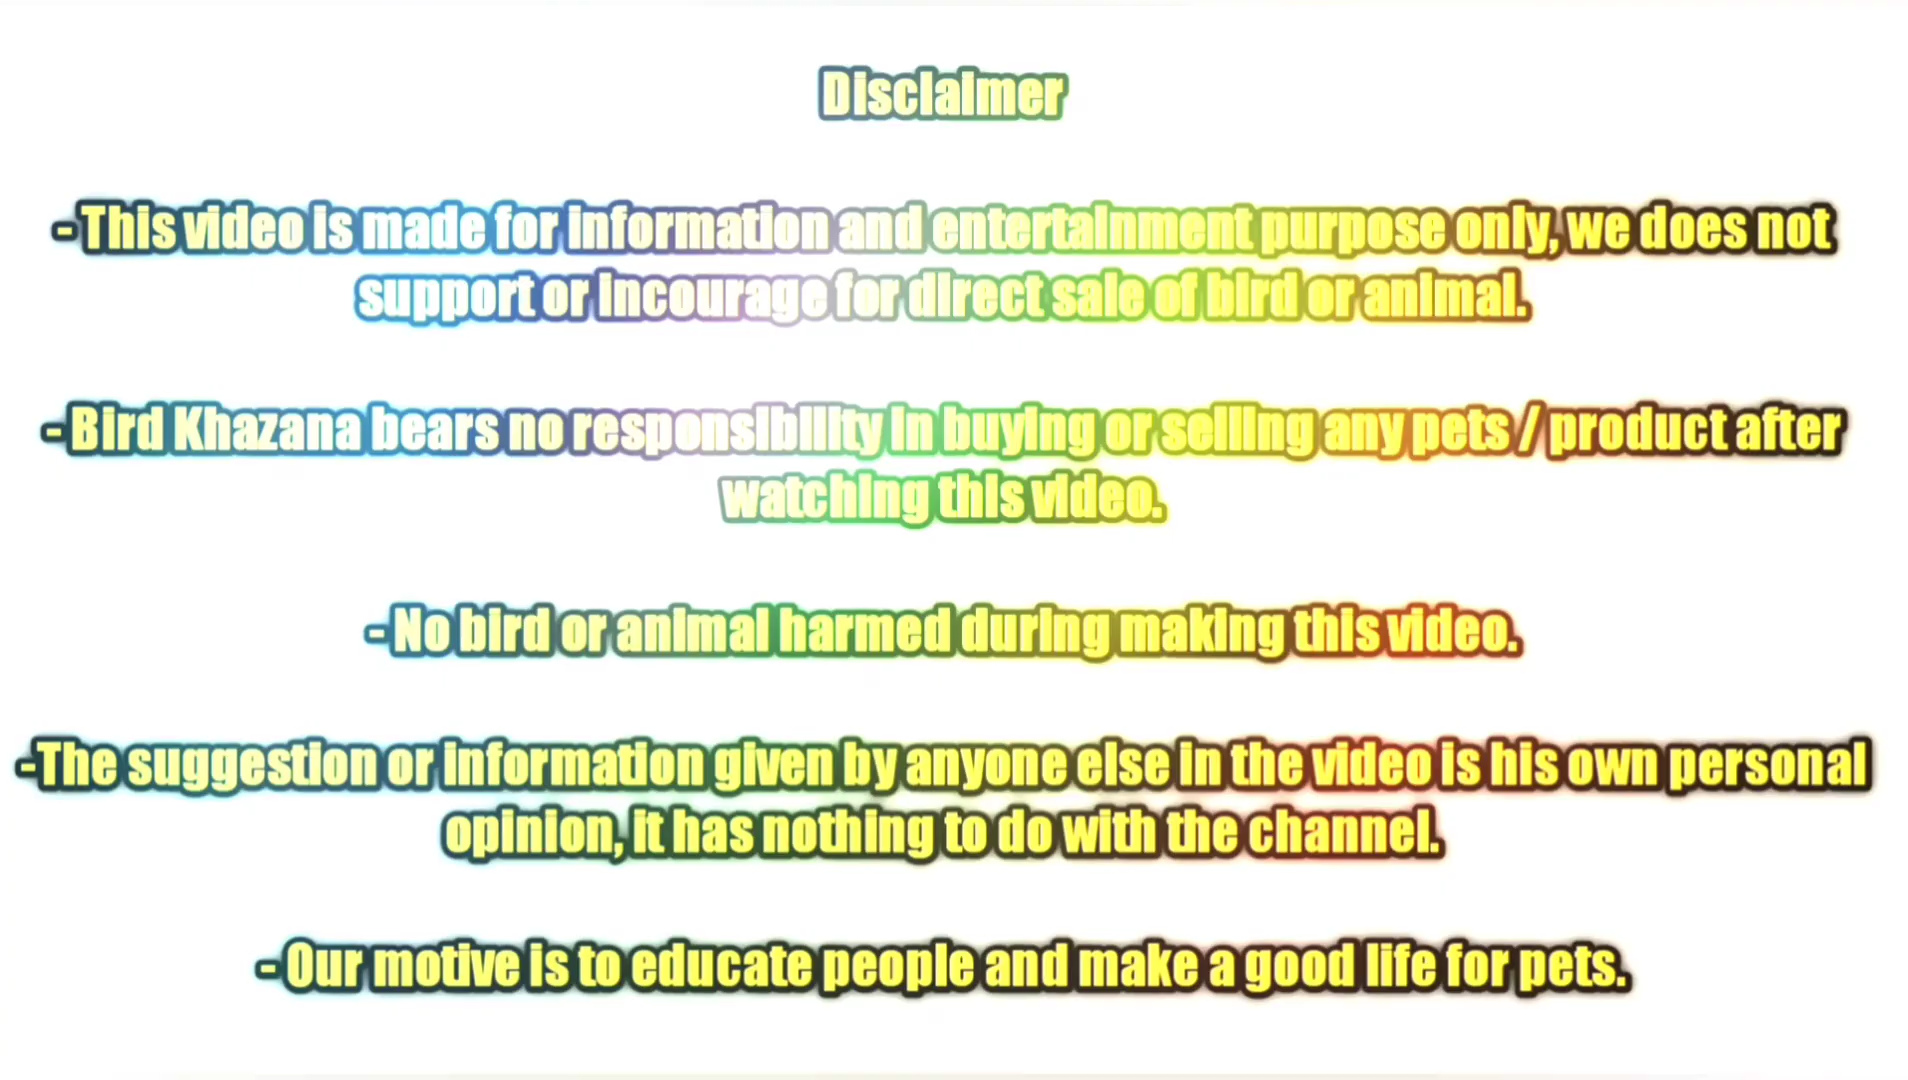 Disclaimer
- This video is made for information and entertainment purpose only, we does not
support or incourage for direct sale of bird or animal.
- Bird Khazana bears no responsibility in buying or selling any pets / product after
watching this video.
- No bird or animal harmed during making this video.
-The suggestion or information given by anyone else in the video is his own personal
opinion, it has nothing to do with the channel.
- Our motive is to educate people and make a good life for pets.